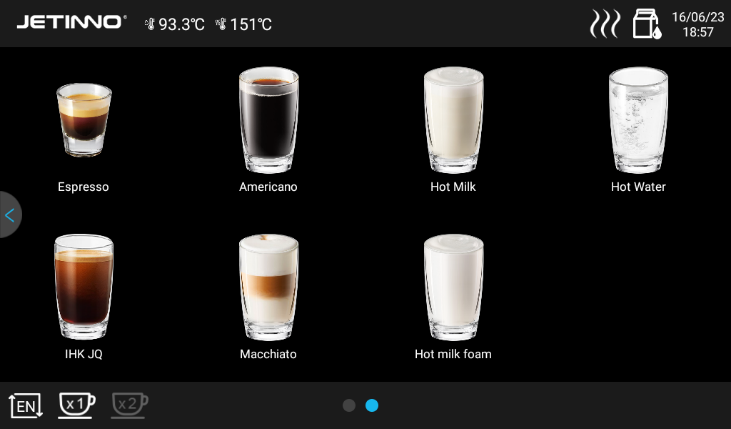 JETINNO® 93.3℃ 151℃ 16/06/23
18:57
Espresso Americano Hot Milk Hot Water
IHK JQ Macchiato Hot milk foam
EN x1 x2